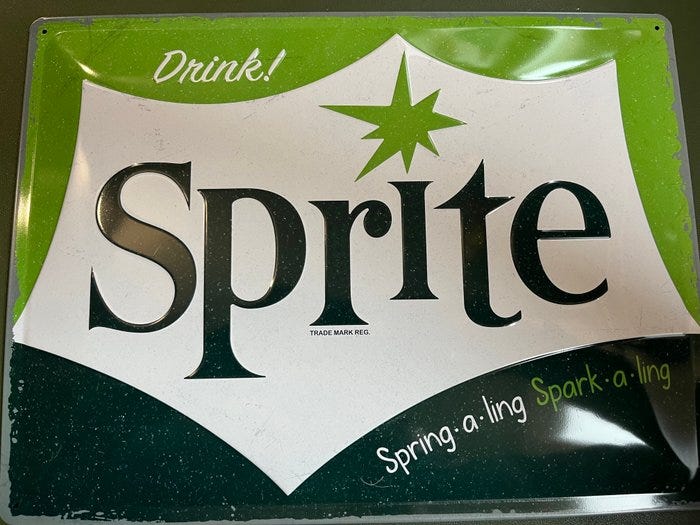 Drink!
Sprite
TRADE MARK REG.
Spring·a·ling Spark·a·ling